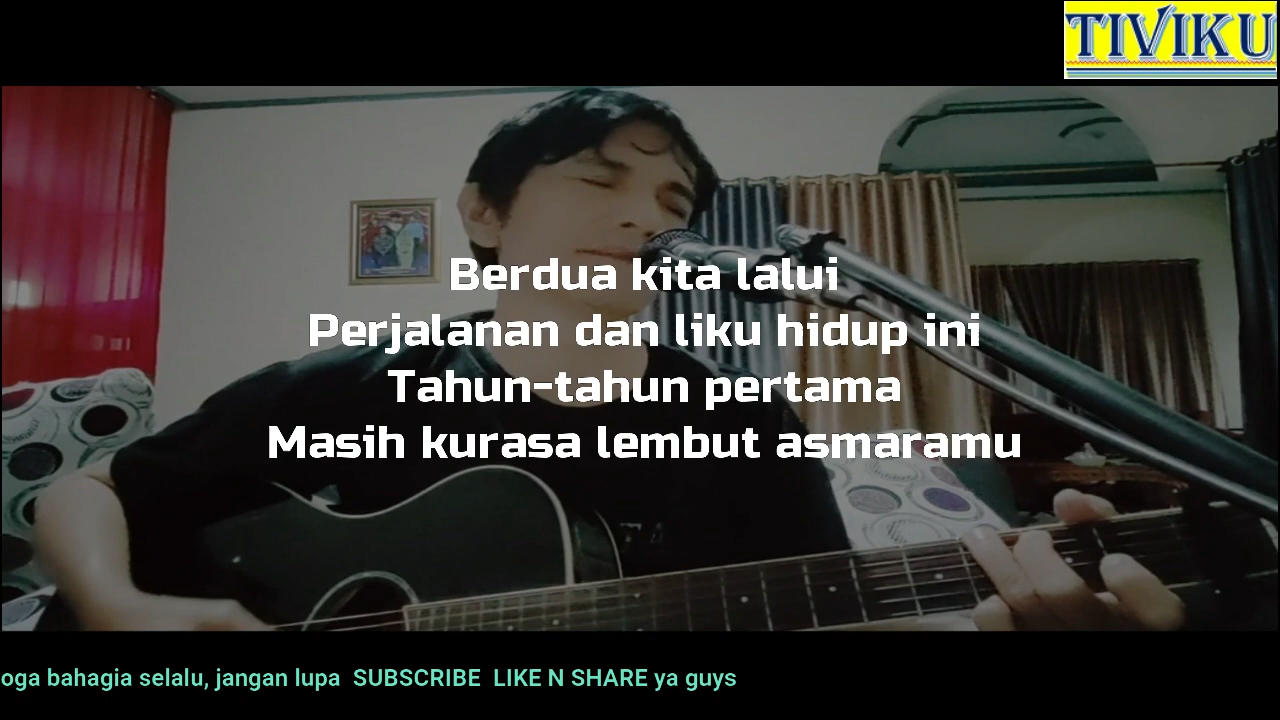 TIVIKU
Berdua kita lalui
Perjalanan dan liku hidup ini
Tahun-tahun pertama
Masih kurasa lembut asmaramu
oga bahagia selalu, jangan lupa SUBSCRIBE LIKE N SHARE ya guys